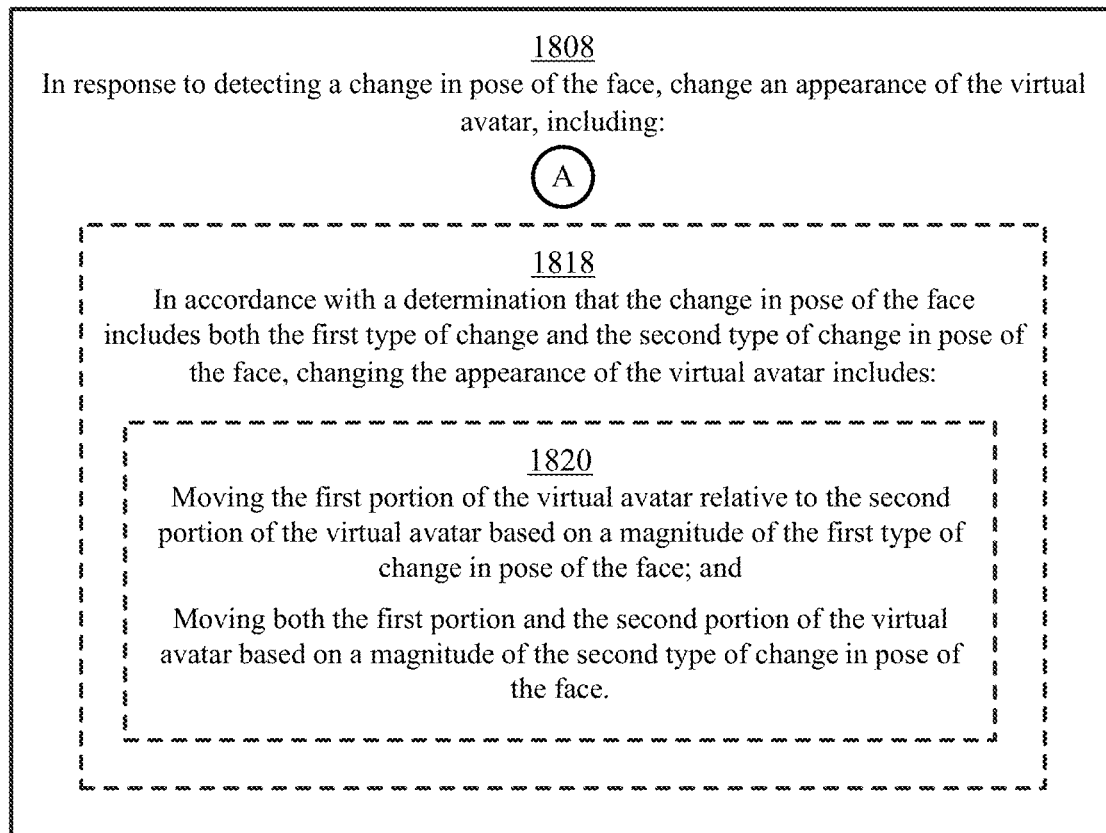 1808
In response to detecting a change in pose of the face, change an appearance of the virtual
avatar, including:
A
1818
In accordance with a determination that the change in pose of the face
includes both the first type of change and the second type of change in pose of
the face, changing the appearance of the virtual avatar includes:
1820
Moving the first portion of the virtual avatar relative to the second
portion of the virtual avatar based on a magnitude of the first type of
change in pose of the face; and
Moving both the first portion and the second portion of the virtual
avatar based on a magnitude of the second type of change in pose of
the face.